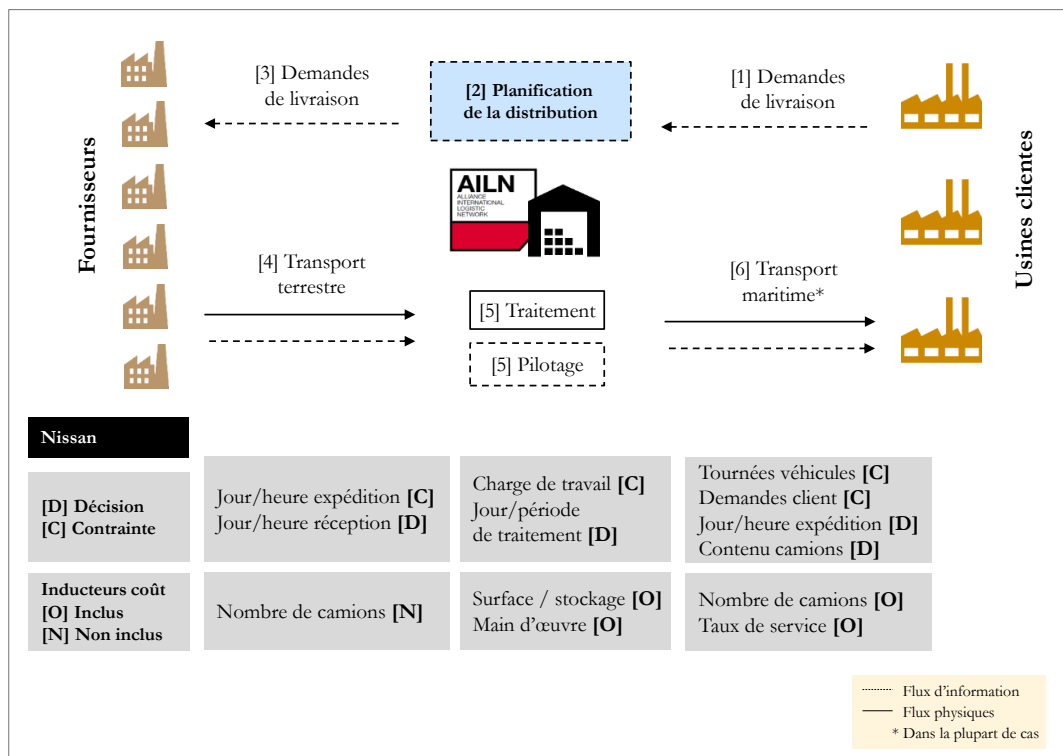 [3] Demandes
de livraison
[2] Planification
de la distribution
[1] Demandes
de livraison
Fournisseurs
AILN
ALLIANCE
INTERNATIONAL
LOGISTIC
NETWORK
Usines clientes
[4] Transport
terrestre
[6] Transport
maritime*
[5] Traitement
[5] Pilotage
Nissan
[D] Décision
[C] Contrainte
Jour/heure expédition [C]
Jour/heure réception [D]
Charge de travail [C]
Jour/période
de traitement [D]
Tournées véhicules [C]
Demandes client [C]
Jour/heure expédition [D]
Contenu camions [D]
Inducteurs coût
[O] Inclus
[N] Non inclus
Nombre de camions [N]
Surface / stockage [O]
Main d'œuvre [O]
Nombre de camions [O]
Taux de service [O]
Flux d'information
Flux physiques
* Dans la plupart de cas